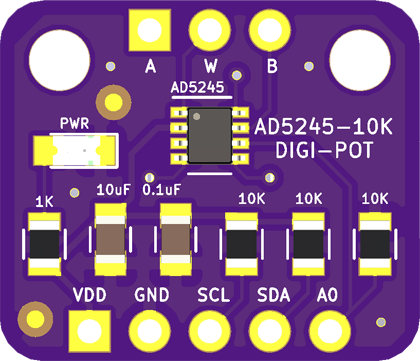 A W B
AD5245
PWR
AD5245-10K
DIGI-POT
1K 10uF 0.1uF 10K 10K 10K
VDD GND SCL SDA A0